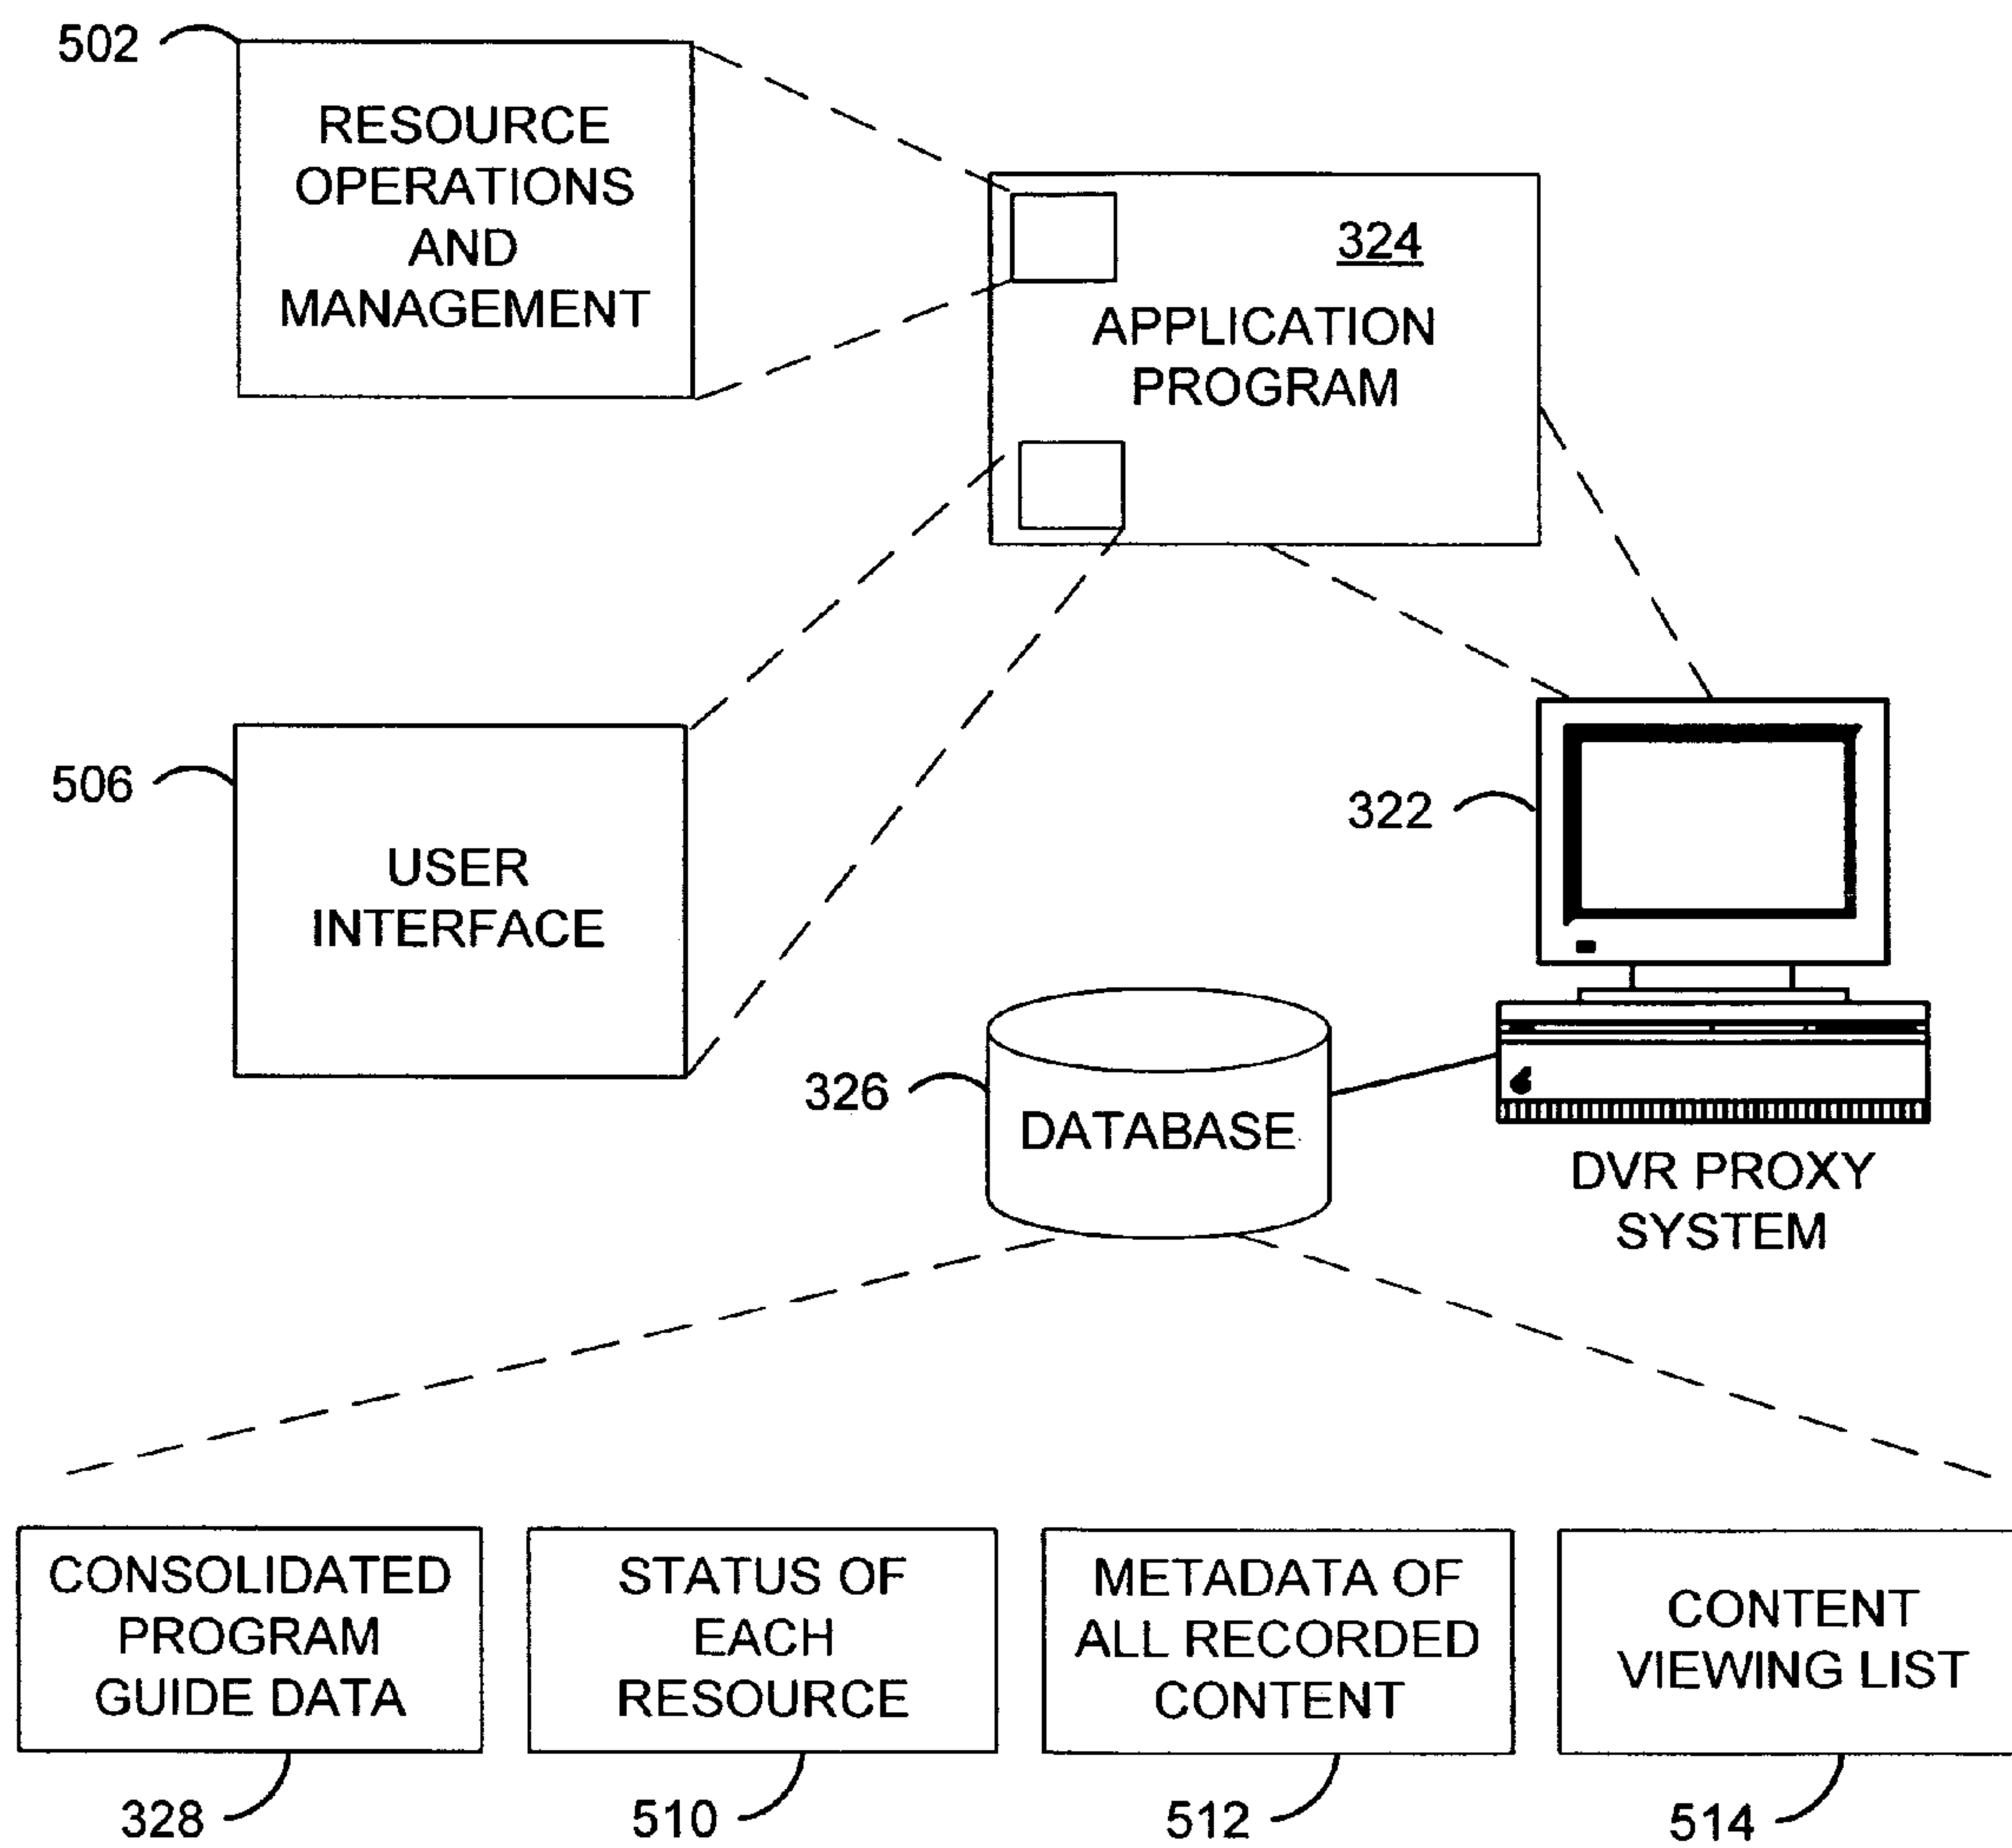 502
RESOURCE
OPERATIONS
AND
MANAGEMENT
324
APPLICATION
PROGRAM
506
USER
INTERFACE
322
326
DATABASE
DVR PROXY
SYSTEM
CONSOLIDATED
PROGRAM
GUIDE DATA
328
STATUS OF
EACH
RESOURCE
510
METADATA OF
ALL RECORDED
CONTENT
512
CONTENT
VIEWING LIST
514